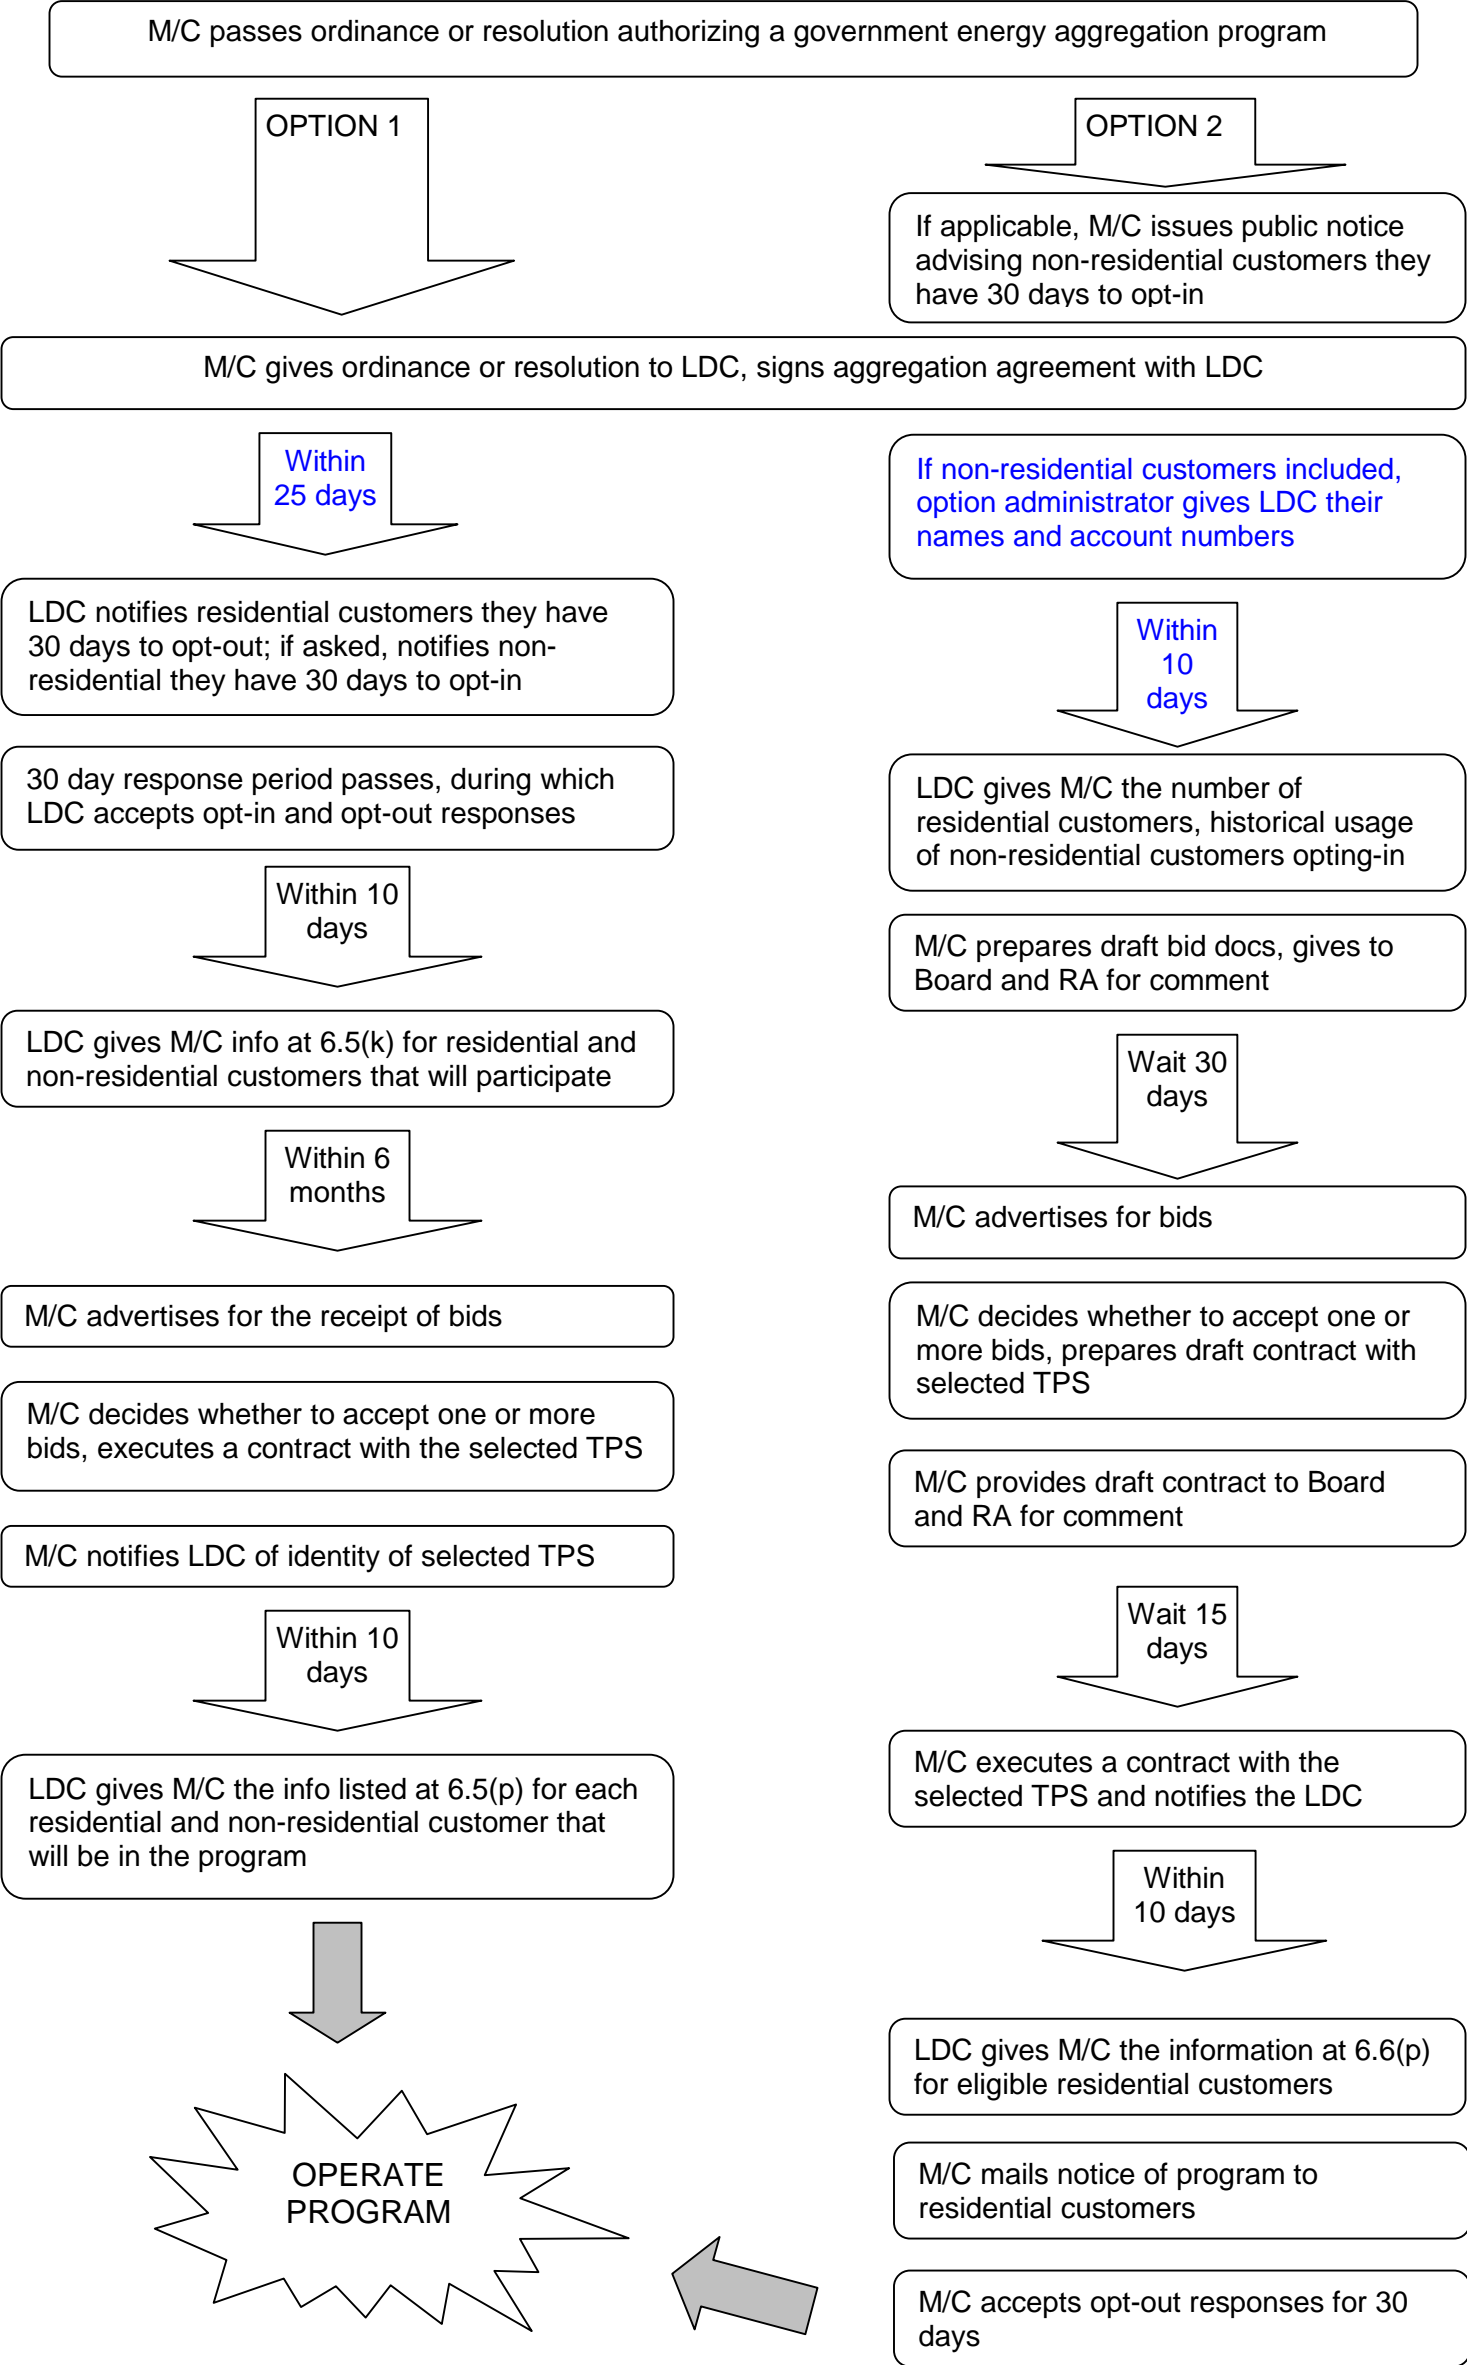 M/C passes ordinance or resolution authorizing a government energy aggregation program
OPTION 1
OPTION 2
If applicable, M/C issues public notice
advising non-residential customers they
have 30 days to opt-in
M/C gives ordinance or resolution to LDC, signs aggregation agreement with LDC
Within
25 days
LDC notifies residential customers they have
30 days to opt-out; if asked, notifies non-
residential they have 30 days to opt-in
30 day response period passes, during which
LDC accepts opt-in and opt-out responses
Within 10
days
LDC gives M/C info at 6.5(k) for residential and
non-residential customers that will participate
Within 6
months
M/C advertises for the receipt of bids
M/C decides whether to accept one or more
bids, executes a contract with the selected TPS
M/C notifies LDC of identity of selected TPS
Within 10
days
LDC gives M/C the info listed at 6.5(p) for each
residential and non-residential customer that
will be in the program
If non-residential customers included,
option administrator gives LDC their
names and account numbers
Within
10
days
LDC gives M/C the number of
residential customers, historical usage
of non-residential customers opting-in
M/C prepares draft bid docs, gives to
Board and RA for comment
Wait 30
days
M/C advertises for bids
M/C decides whether to accept one or
more bids, prepares draft contract with
selected TPS
M/C provides draft contract to Board
and RA for comment
Wait 15
days
M/C executes a contract with the
selected TPS and notifies the LDC
Within
10 days
LDC gives M/C the information at 6.6(p)
for eligible residential customers
M/C mails notice of program to
residential customers
M/C accepts opt-out responses for 30
days
OPERATE
PROGRAM